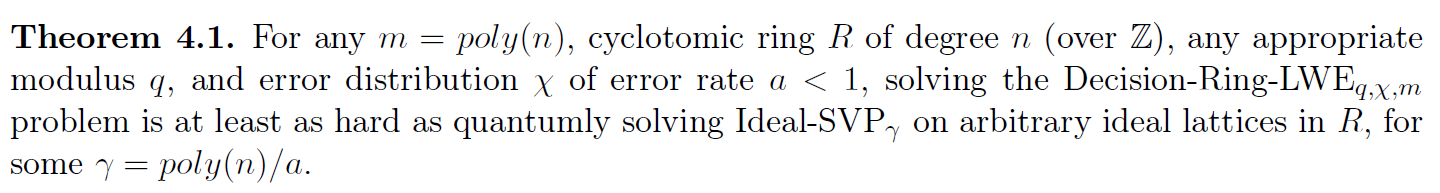 Theorem 4.1. For any m = poly(n), cyclotomic ring R of degree n (over ℤ), any appropriate
modulus q, and error distribution χ of error rate a < 1, solving the Decision-Ring-LWE_{q,χ,m}
problem is at least as hard as quantumly solving Ideal-SVP_γ on arbitrary ideal lattices in R, for
some γ = poly(n)/a.